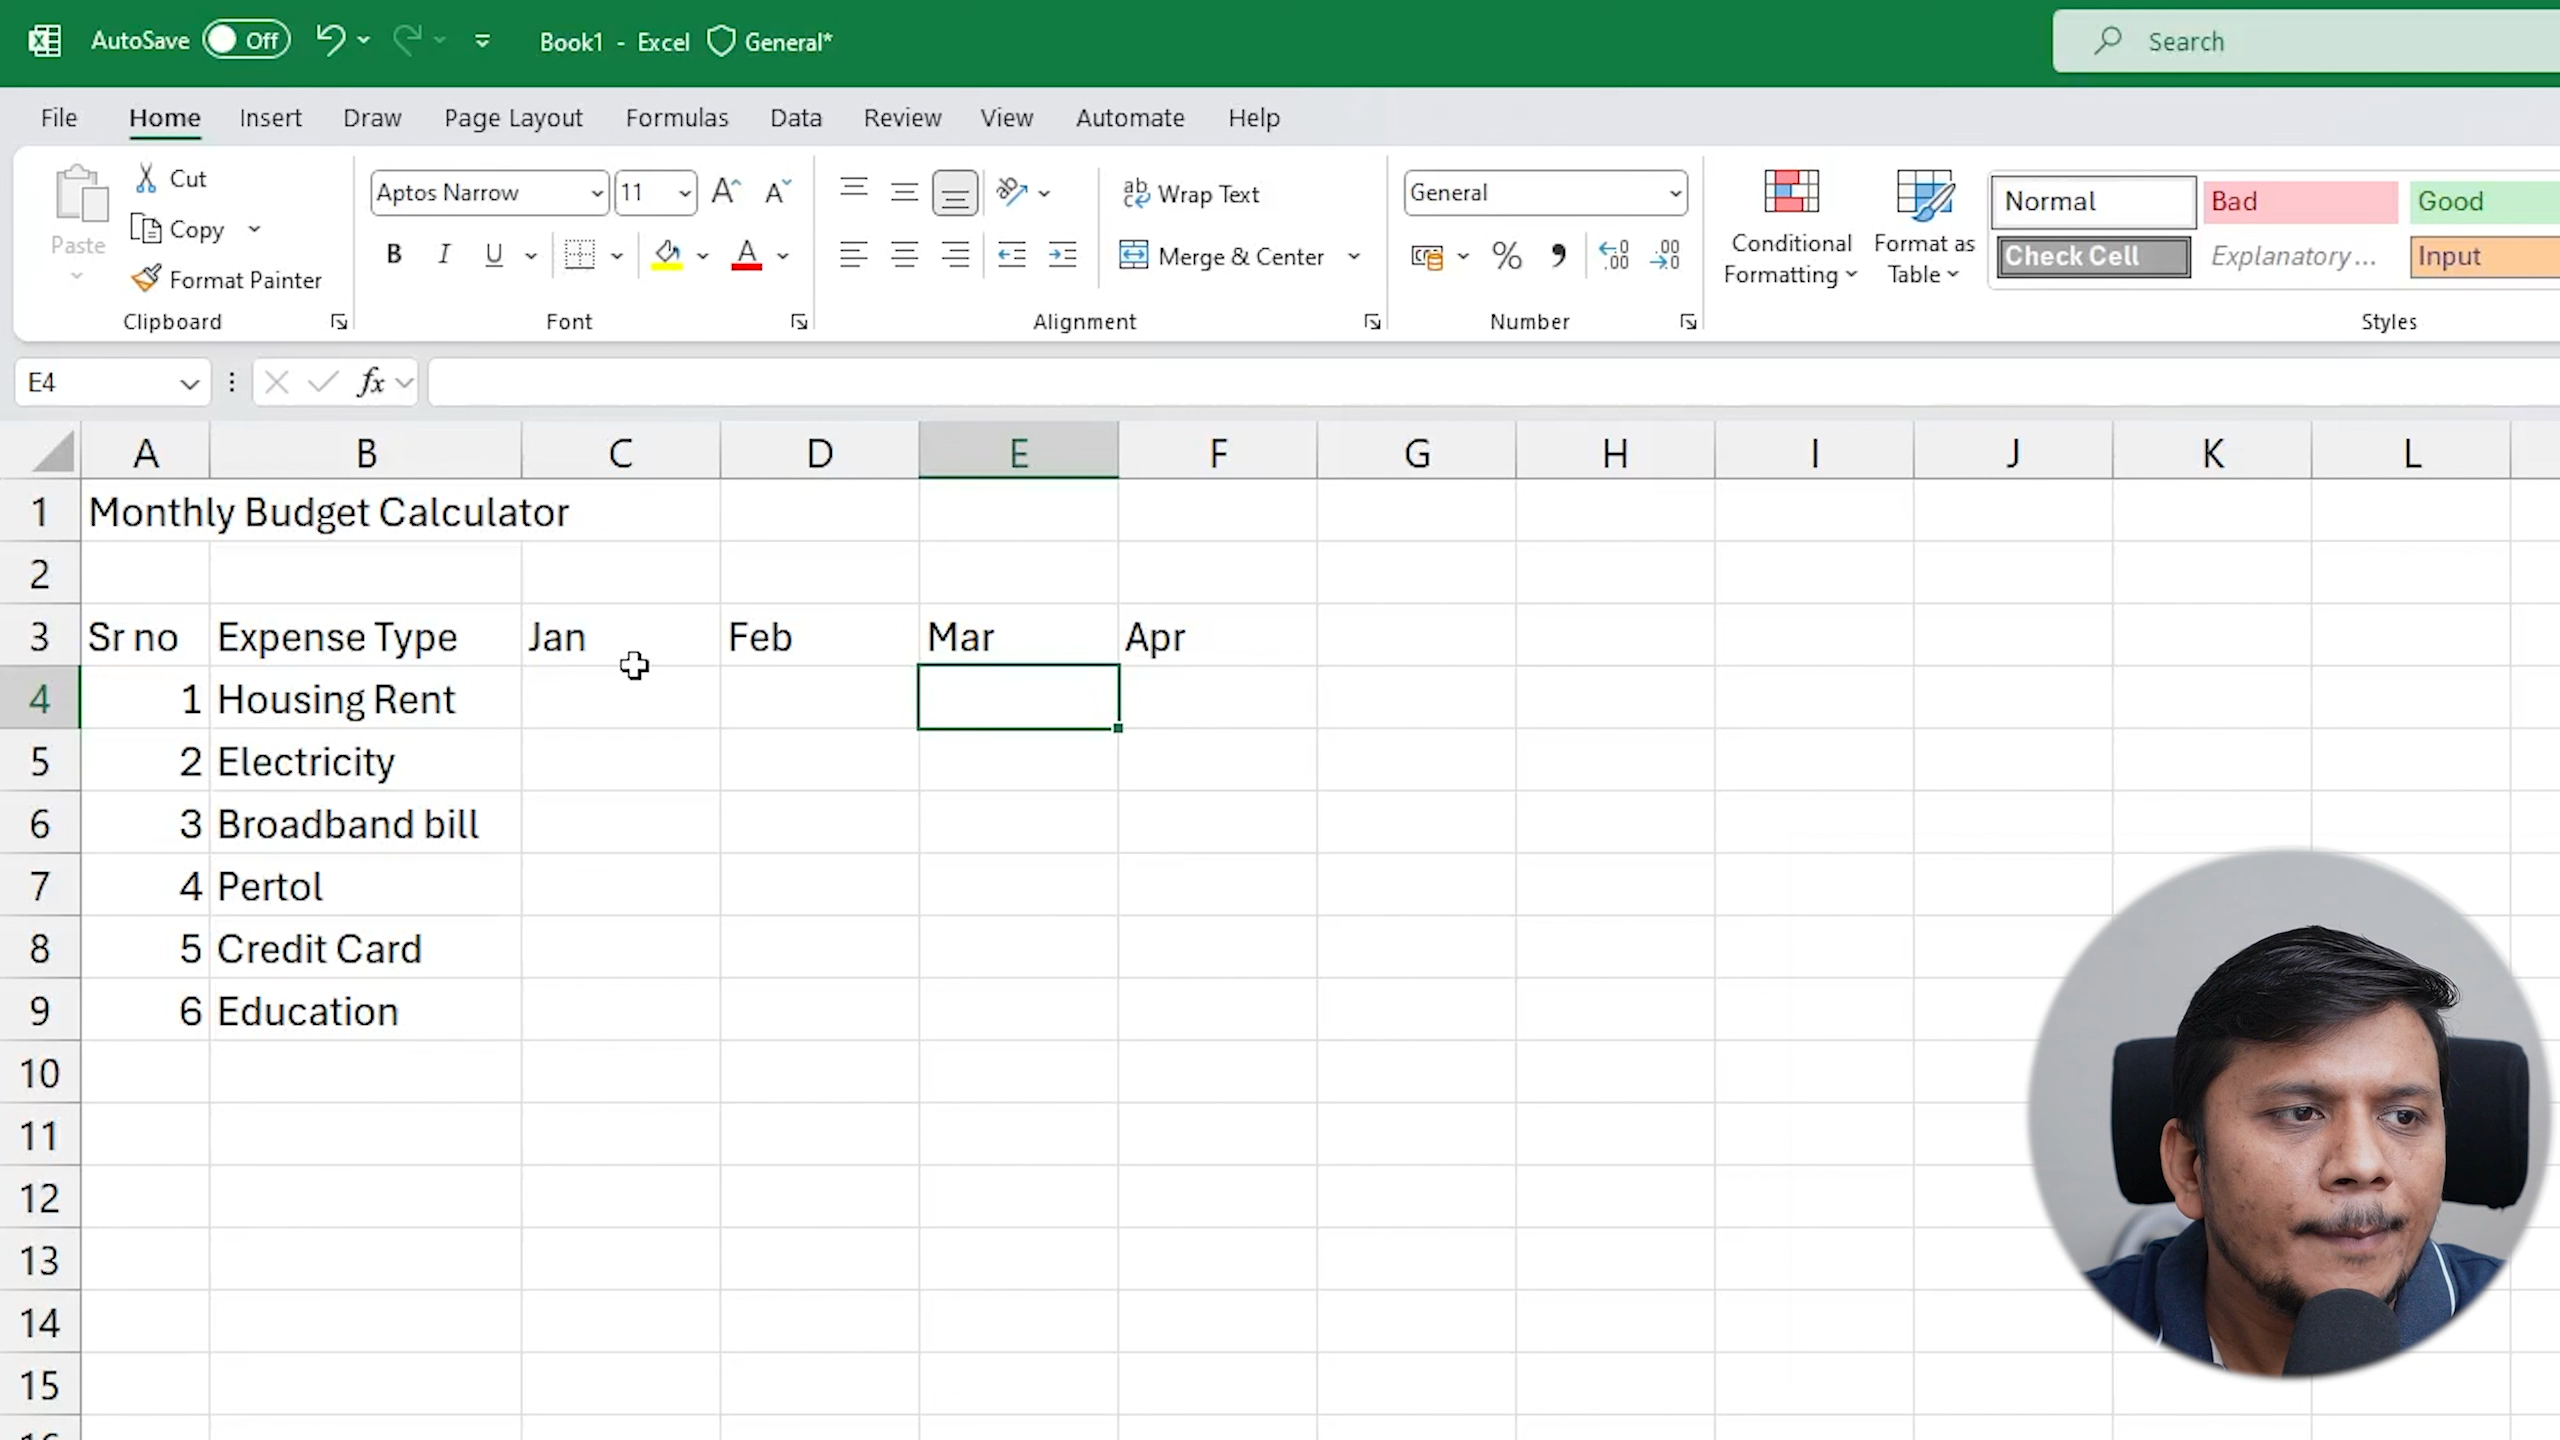 AutoSave Off Book1 - Excel General* Search
File Home Insert Draw Page Layout Formulas Data Review View Automate Help
Paste Cut Copy Format Painter Clipboard
Aptos Narrow 11 A A B I U A Font
ab Wrap Text Merge & Center Alignment
General % Number
Conditional Formatting Format as Table
Normal Bad Good
Check Cell Explanatory ... Input
Styles
E4 fx
A B C D E F G H I J K L
1 Monthly Budget Calculator
2
3 Sr no Expense Type Jan Feb Mar Apr
4 1 Housing Rent
5 2 Electricity
6 3 Broadband bill
7 4 Pertol
8 5 Credit Card
9 6 Education
10
11
12
13
14
15